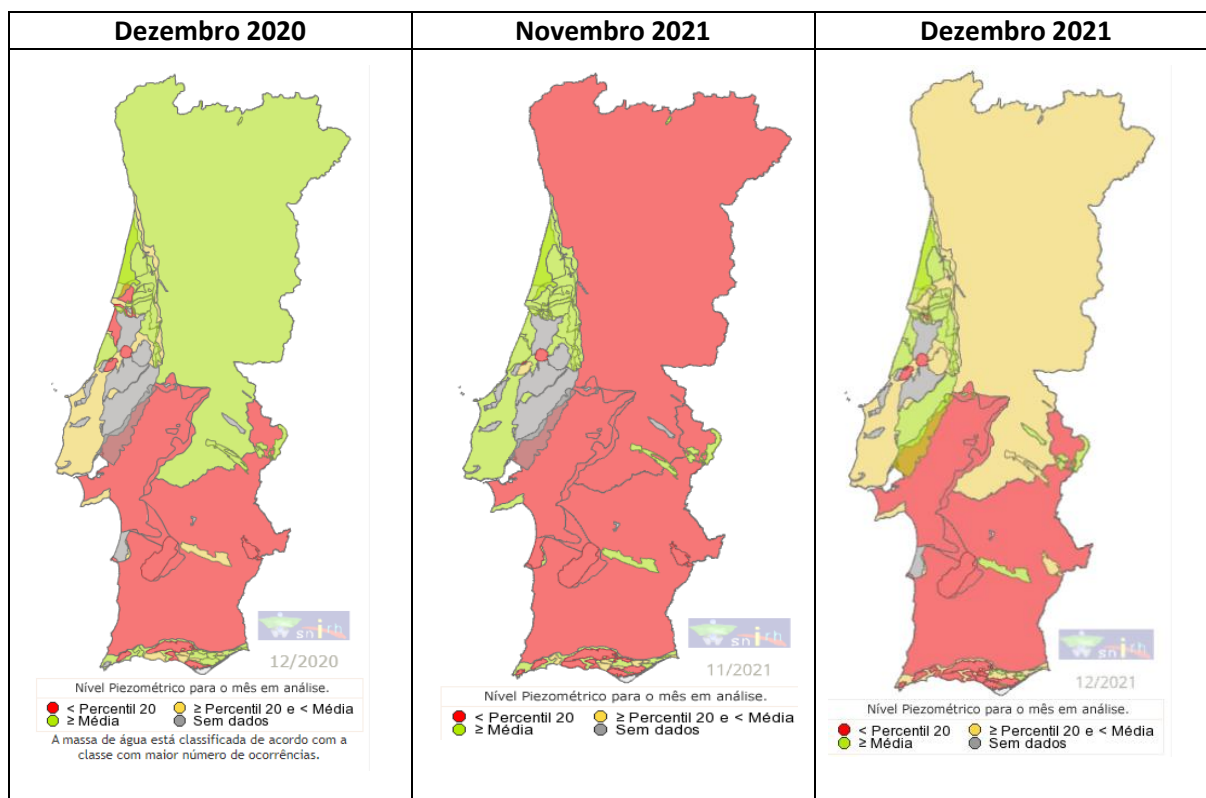 Dezembro 2020
Novembro 2021
Dezembro 2021
snirh
12/2020
Nível Piezométrico para o mês em análise.
< Percentil 20 ≥ Percentil 20 e < Média
≥ Média Sem dados
A massa de água está classificada de acordo com a
classe com maior número de ocorrências.
snirh
11/2021
Nível Piezométrico para o mês em análise.
< Percentil 20 ≥ Percentil 20 e < Média
≥ Média Sem dados
snirh
12/2021
Nível Piezométrico para o mês em análise.
< Percentil 20 ≥ Percentil 20 e < Média
≥ Média Sem dados